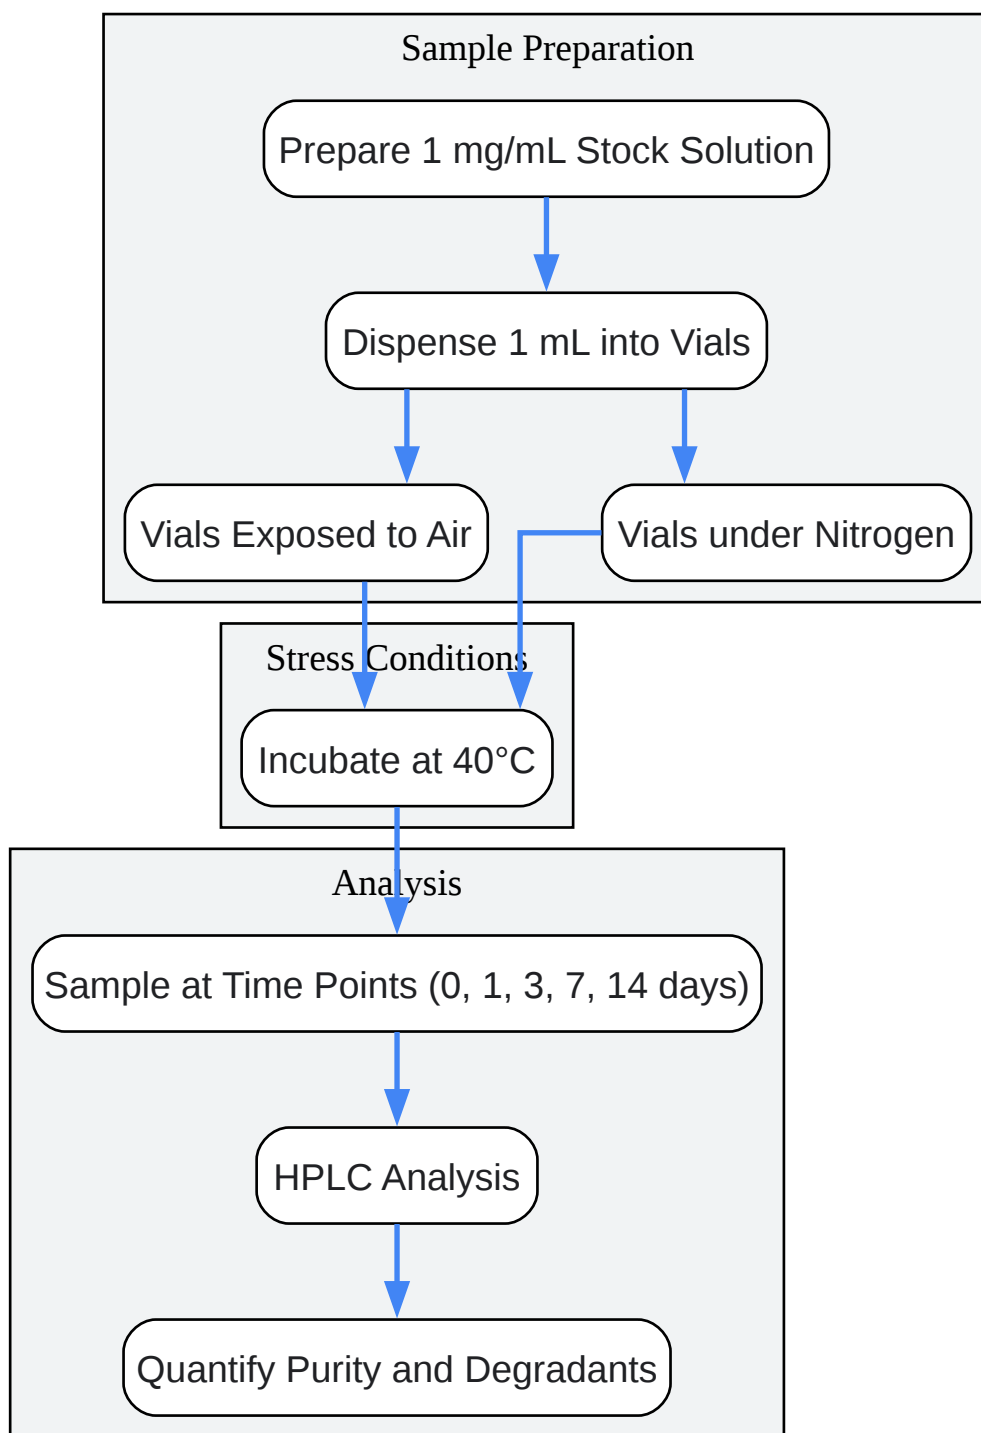 Sample Preparation
Prepare 1 mg/mL Stock Solution
Dispense 1 mL into Vials
Vials Exposed to Air
Vials under Nitrogen
Stress Conditions
Incubate at 40°C
Analysis
Sample at Time Points (0, 1, 3, 7, 14 days)
HPLC Analysis
Quantify Purity and Degradants